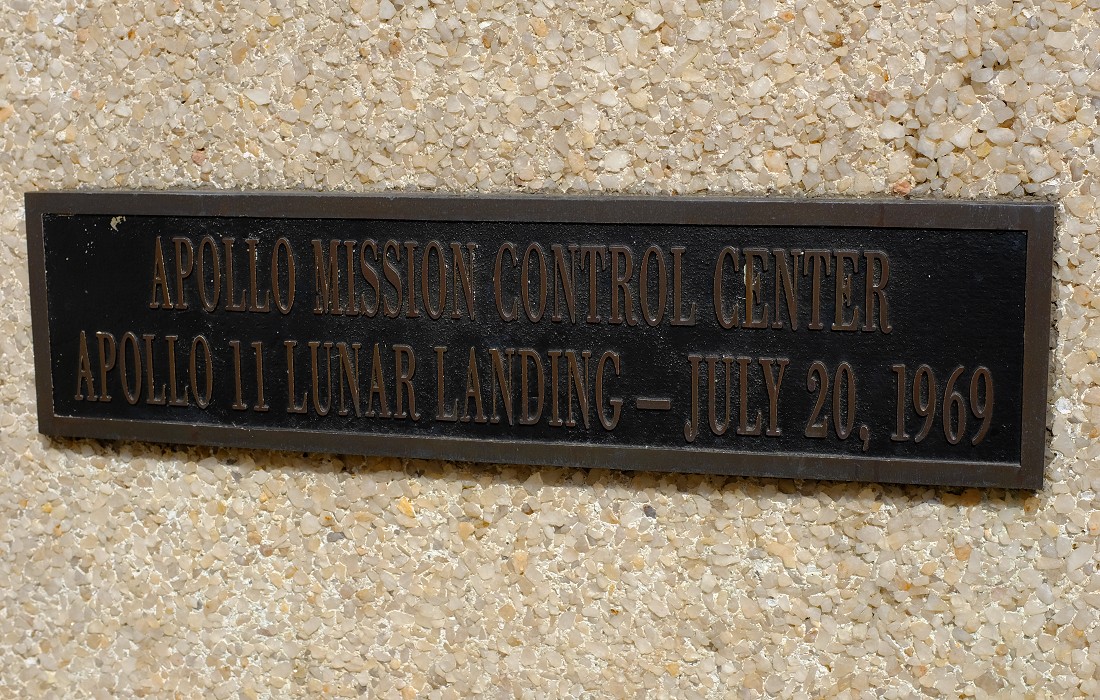 APOLLO MISSION CONTROL CENTER
APOLLO 11 LUNAR LANDING – JULY 20, 1969